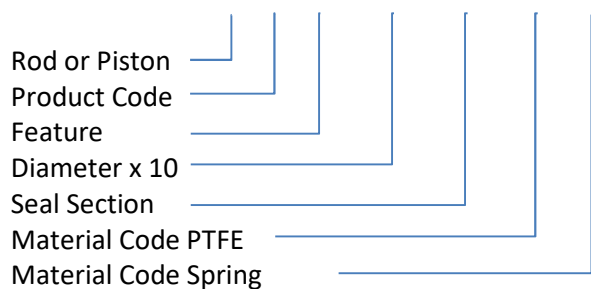 Rod or Piston
Product Code
Feature
Diameter x 10
Seal Section
Material Code PTFE
Material Code Spring